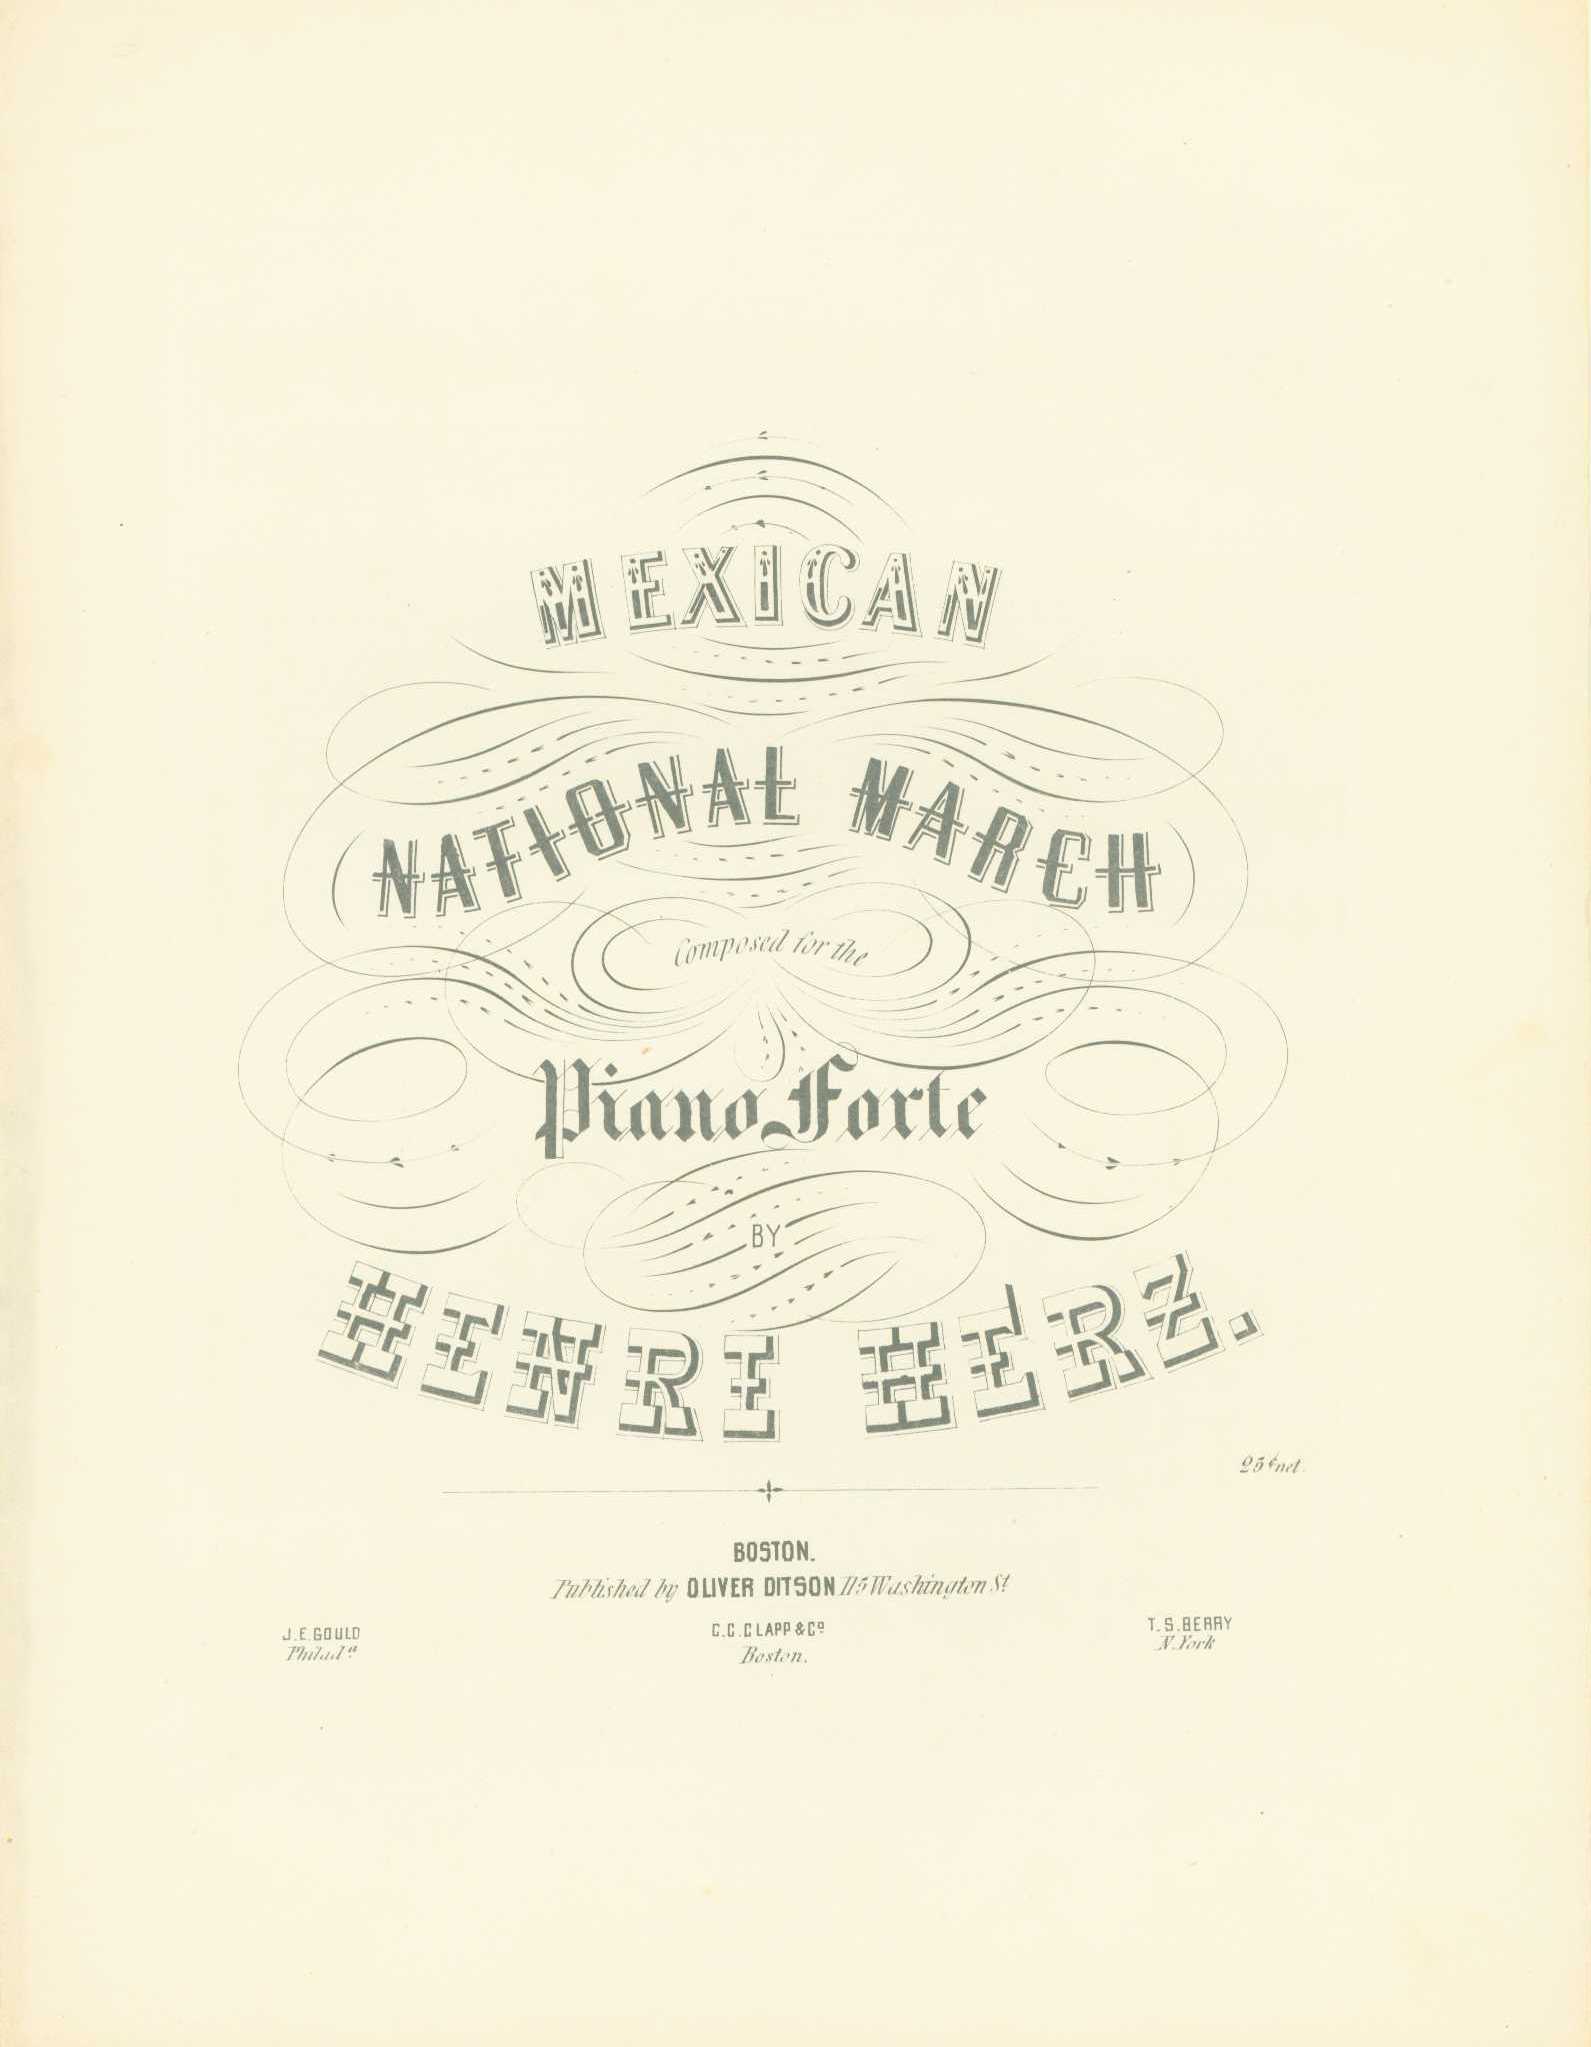 MEXICAN
NATIONAL MARCH
Composed for the
Piano Forte
BY
HENRI HERZ.
25¢ net.
BOSTON.
Published by OLIVER DITSON 115 Washington St
J. E. GOULD
Philada
C. C. CLAPP & Co
Boston.
T. S. BERRY
N. York